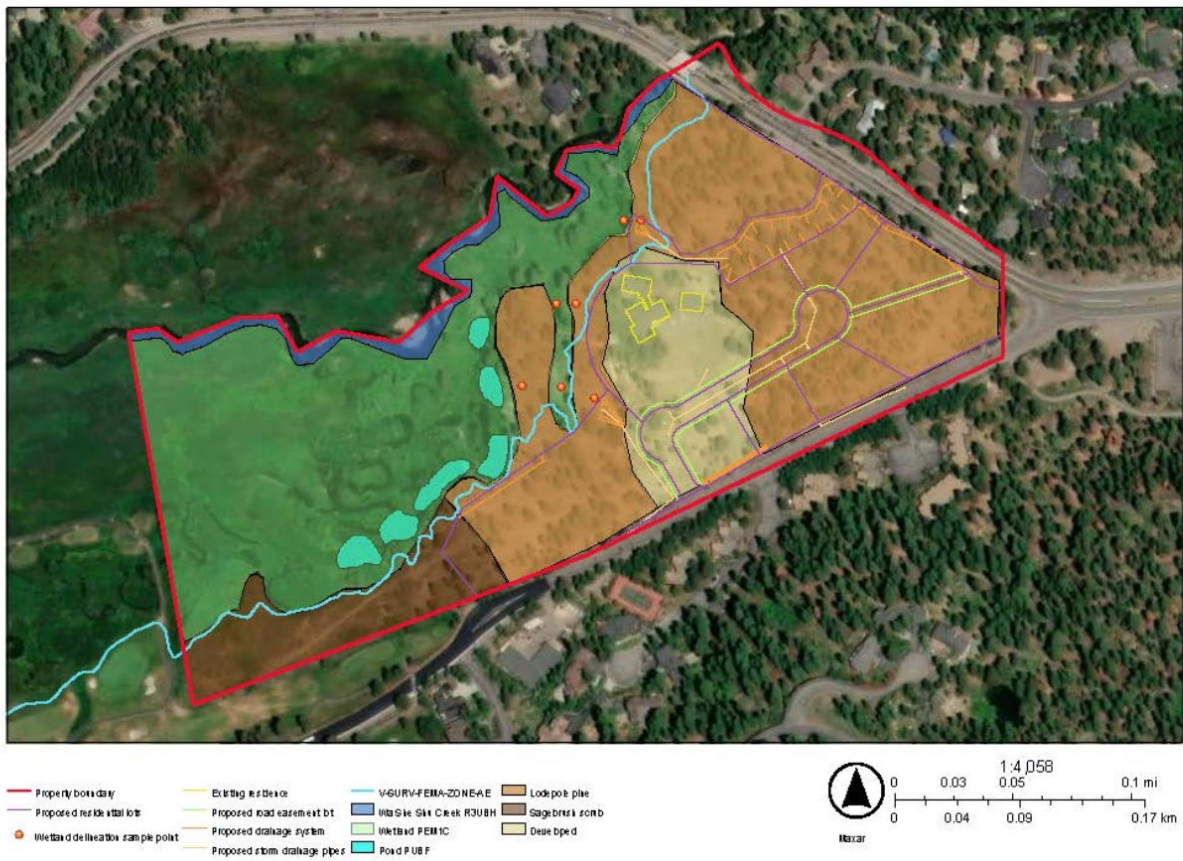 Property boundary
Proposed residential lots
Wetland delineation sample point
Existing residence
Proposed road easement bt
Proposed drainage system
Proposed storm drainage pipes
V-SURV-FEMA-ZONE-AE
Creek R3UBH
Wetland PEM1C
Pond PUBF
Lodepole pine
Sagebrush scrub
Developed
Maxar
1:4,058
0 0.03 0.05 0.1 mi
0 0.04 0.09 0.17 km